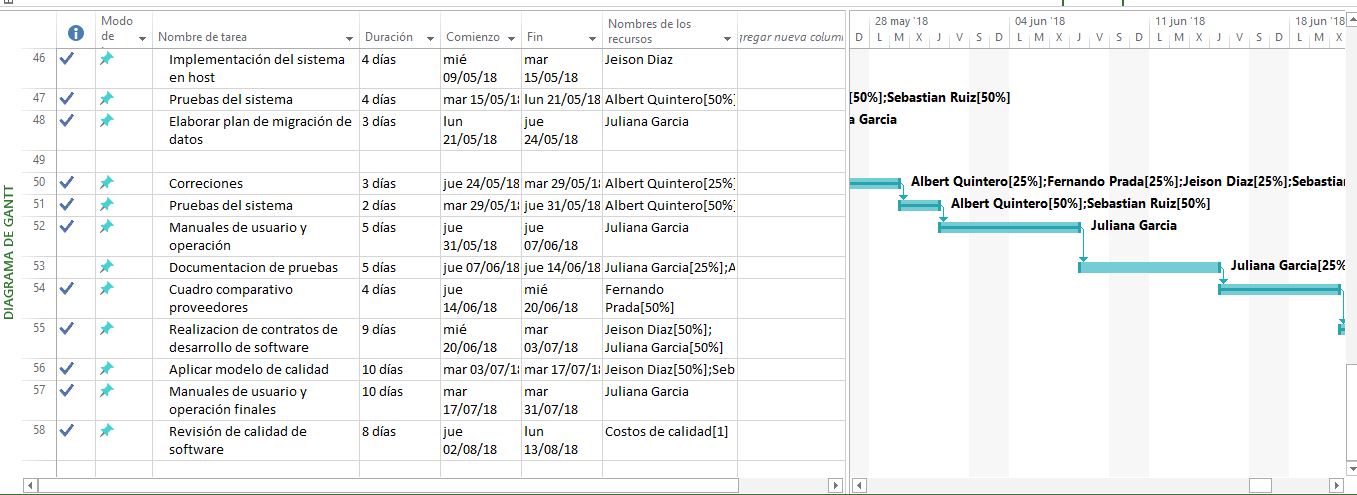 Modo de
Nombre de tarea
Duración
Comienzo
Fin
Nombres de los recursos
gregar nueva colum
28 may '18
04 jun '18
11 jun '18
18 jun '18
D L M J V S D M X J S D L M V S D M X J S D L M X
DIAGRAMA DE GANTT
46 Implementación del sistema en host 4 días mié 09/05/18 mar 15/05/18 Jeison Diaz
47 Pruebas del sistema 4 días mar 15/05/18 lun 21/05/18 Albert Quintero[50%]
48 Elaborar plan de migración de datos 3 días lun 21/05/18 jue 24/05/18 Juliana Garcia
49
50 Correciones 3 días jue 24/05/18 mar 29/05/18 Albert Quintero[25%]
51 Pruebas del sistema 2 días mar 29/05/18 jue 31/05/18 Albert Quintero[50%]
52 Manuales de usuario y operación 5 días jue 31/05/18 jue 07/06/18 Juliana Garcia
53 Documentacion de pruebas 5 días jue 07/06/18 jue 14/06/18 Juliana Garcia[25%];A
54 Cuadro comparativo proveedores 4 días jue 14/06/18 mié 20/06/18 Fernando Prada[50%]
55 Realizacion de contratos de desarrollo de software 9 días mié 20/06/18 mar 03/07/18 Jeison Diaz[50%]; Juliana Garcia[50%]
56 Aplicar modelo de calidad 10 días mar 03/07/18 mar 17/07/18 Jeison Diaz[50%];Seb
57 Manuales de usuario y operación finales 10 días mar 17/07/18 mar 31/07/18 Juliana Garcia
58 Revisión de calidad de software 8 días jue 02/08/18 lun 13/08/18 Costos de calidad[1]
[50%];Sebastian Ruiz[50%]
a Garcia
Albert Quintero[25%];Fernando Prada[25%];Jeison Diaz[25%];Sebastia
Albert Quintero[50%];Sebastian Ruiz[50%]
Juliana Garcia
Juliana Garcia[25%